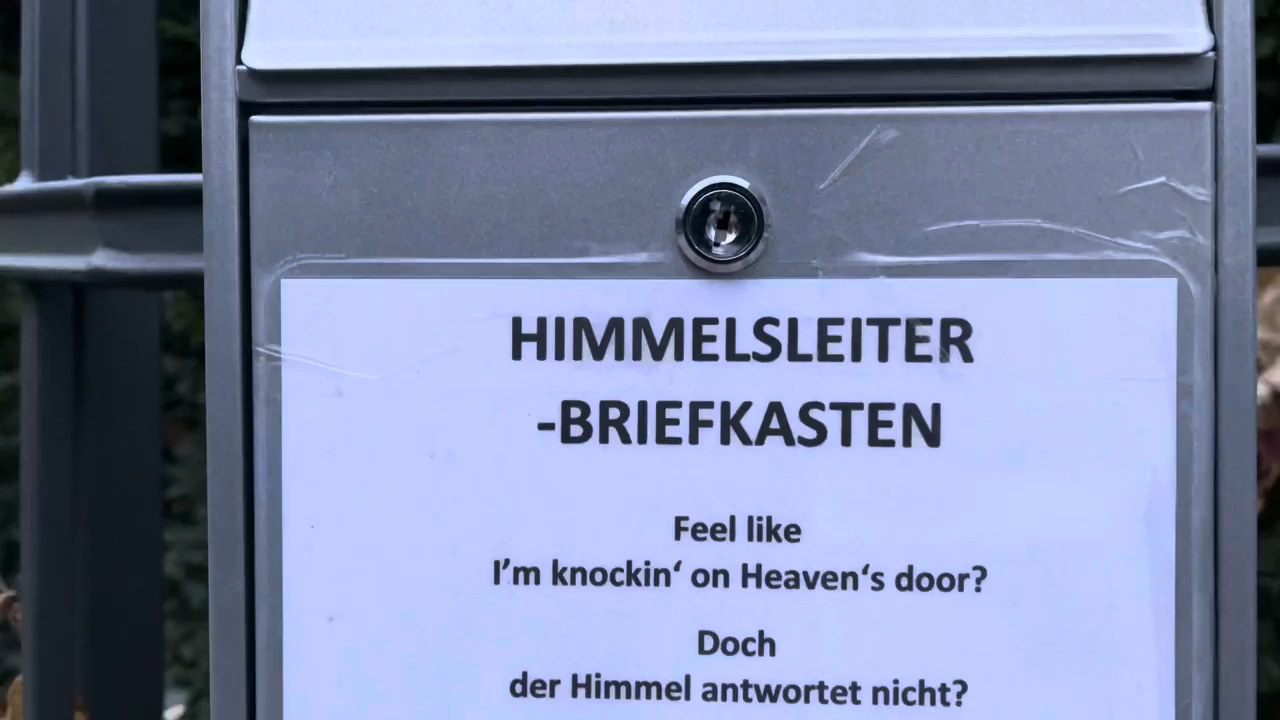 HIMMELSLEITER
-BRIEFKASTEN
Feel like
I’m knockin‘ on Heaven‘s door?
Doch
der Himmel antwortet nicht?